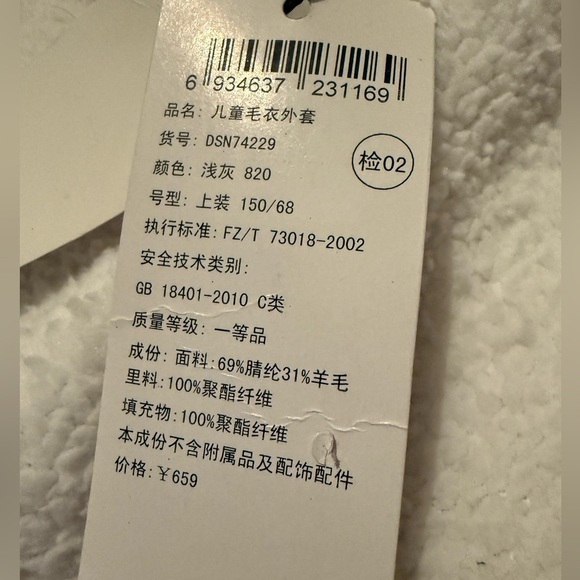 6 934637 231169
品名: 儿童毛衣外套
货号: DSN74229
检02
颜色: 浅灰 820
号型: 上装 150/68
执行标准: FZ/T 73018-2002
安全技术类别:
GB 18401-2010 C类
质量等级: 一等品
成份: 面料:69%腈纶31%羊毛
里料:100%聚酯纤维
填充物:100%聚酯纤维
本成份不含附属品及配饰配件
价格:¥659